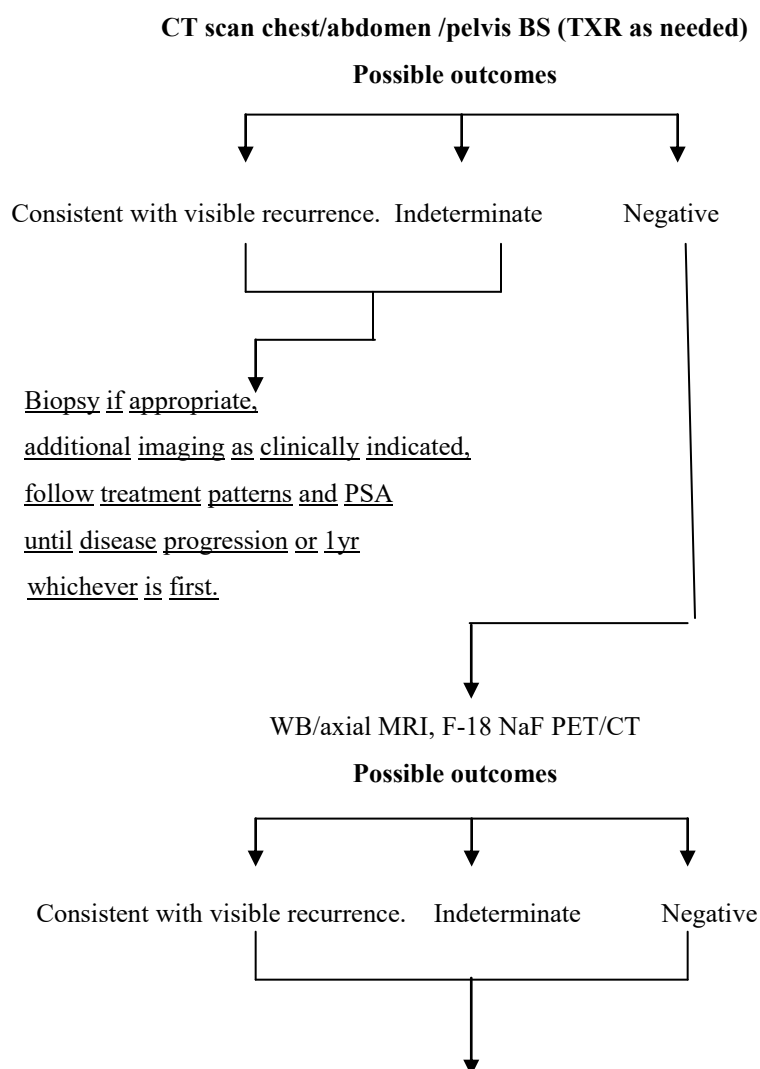 CT scan chest/abdomen /pelvis BS (TXR as needed)
Possible outcomes
Consistent with visible recurrence. Indeterminate Negative
Biopsy if appropriate,
additional imaging as clinically indicated,
follow treatment patterns and PSA
until disease progression or 1yr
whichever is first.
WB/axial MRI, F-18 NaF PET/CT
Possible outcomes
Consistent with visible recurrence. Indeterminate Negative